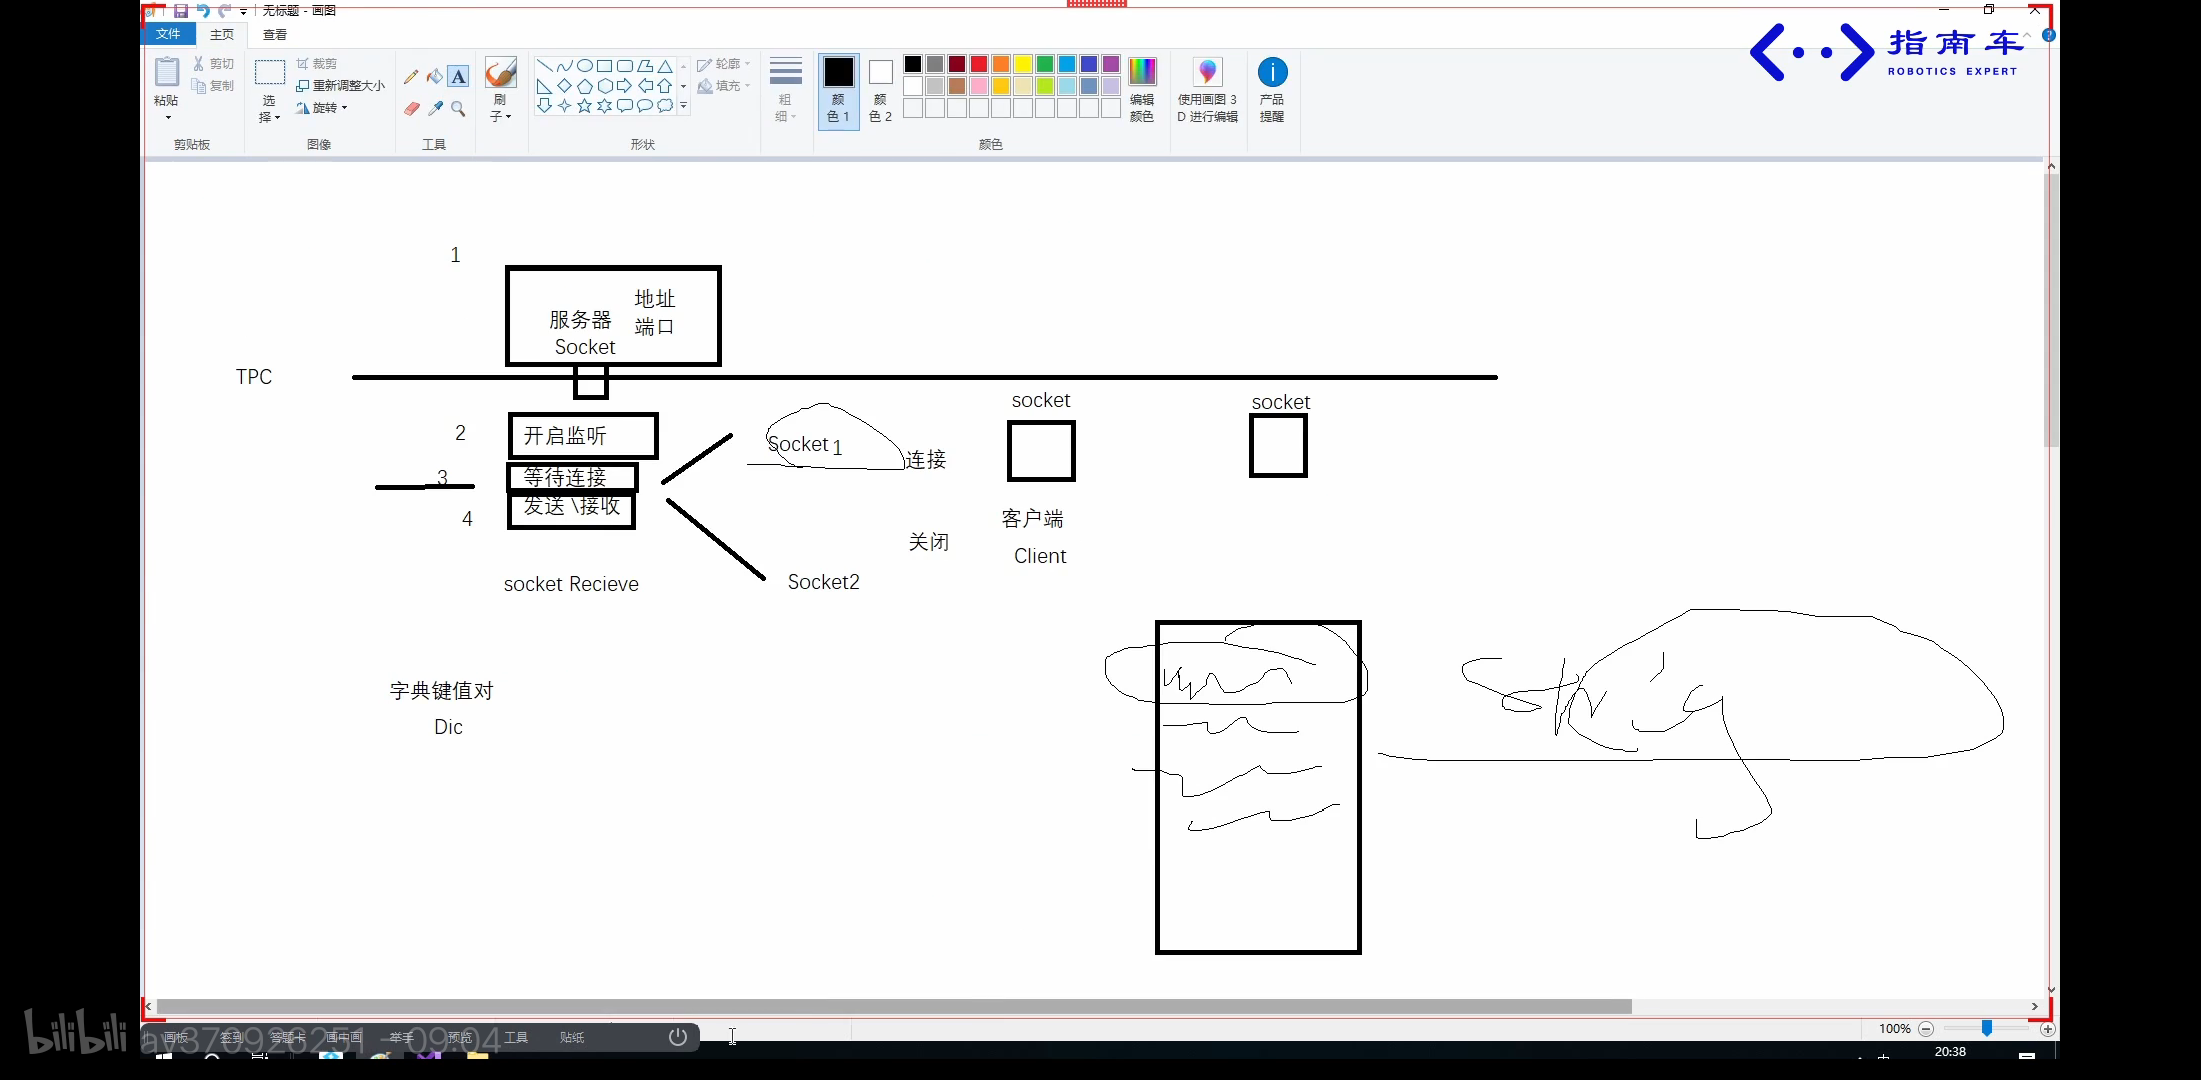 无标题 - 画图
文件 主页 查看
指南车
ROBOTICS EXPERT
粘贴
剪切
复制
剪贴板
选择
裁剪
重新调整大小
旋转
图像
A
工具
刷子
形状
轮廓
填充
粗细
颜色 1
颜色 2
颜色
编辑颜色
使用画图 3D 进行编辑
产品提醒
1
服务器
Socket
地址
端口
TPC
2
开启监听
3
等待连接
4
发送 \接收
socket Recieve
Socket 1
Socket2
连接
关闭
socket
客户端
Client
socket
字典键值对
Dic
100%
bilibili av370926251 - 09:04
画板 签到 答题卡 画中画 举手 预览 工具 贴纸
中
20:38